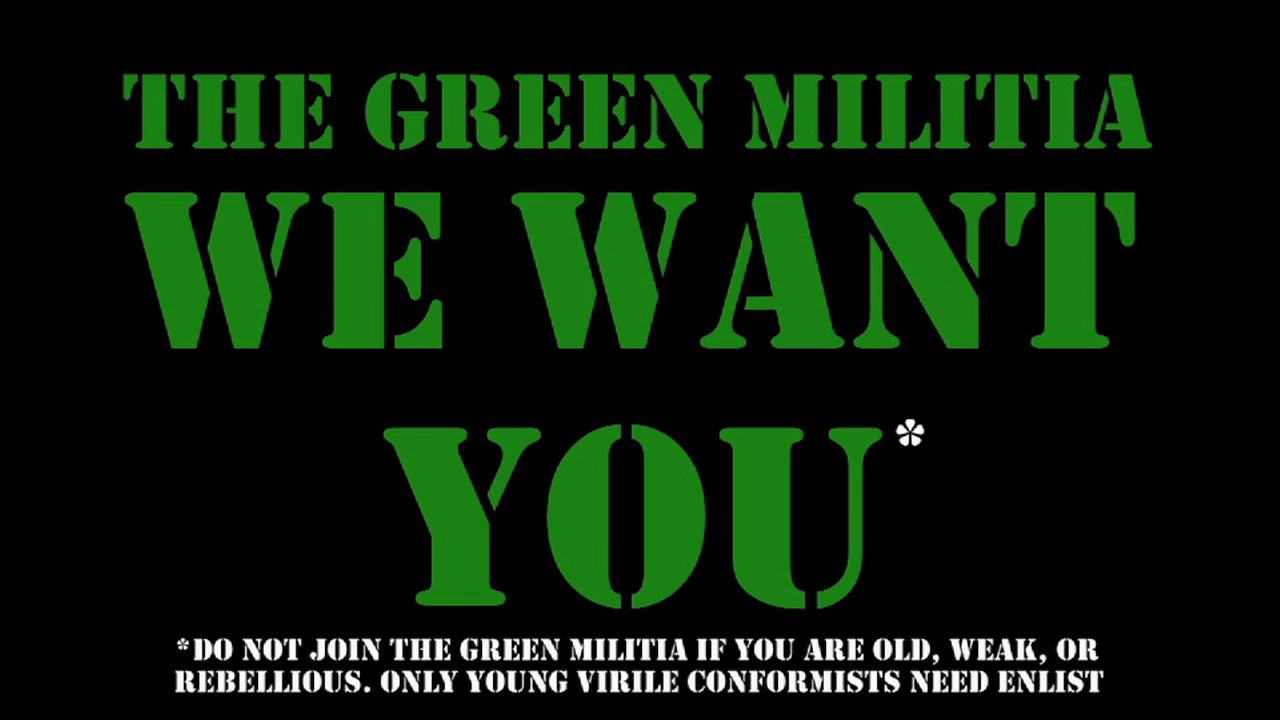 THE GREEN MILITIA
WE WANT
YOU*
*DO NOT JOIN THE GREEN MILITIA IF YOU ARE OLD, WEAK, OR
REBELLIOUS. ONLY YOUNG VIRILE CONFORMISTS NEED ENLIST